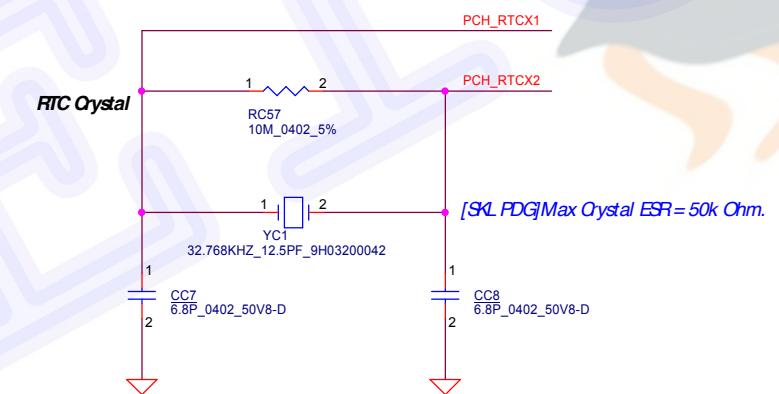 PCH_RTCX1
1 2
PCH_RTCX2
RTC Crystal
RC57
10M_0402_5%
1 2
[SKL PDG]Max Crystal ESR = 50k Ohm.
YC1
32.768KHZ_12.5PF_9H03200042
1
1
CC7
6.8P_0402_50V8-D
CC8
6.8P_0402_50V8-D
2
2